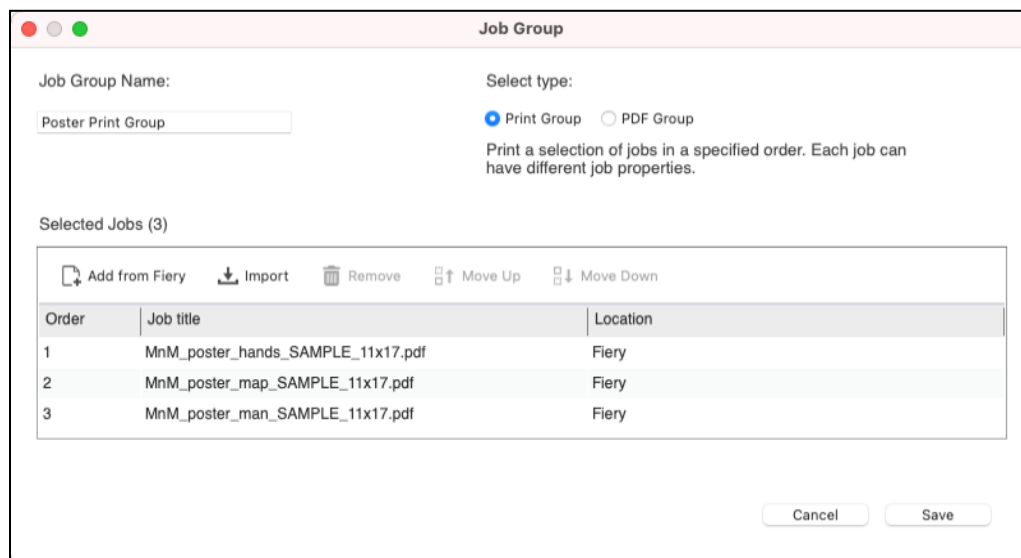 Job Group
Job Group Name:
Poster Print Group
Select type:
Print Group PDF Group
Print a selection of jobs in a specified order. Each job can
have different job properties.
Selected Jobs (3)
Add from Fiery Import Remove Move Up Move Down
Order Job title Location
1 MnM_poster_hands_SAMPLE_11x17.pdf Fiery
2 MnM_poster_map_SAMPLE_11x17.pdf Fiery
3 MnM_poster_man_SAMPLE_11x17.pdf Fiery
Cancel Save